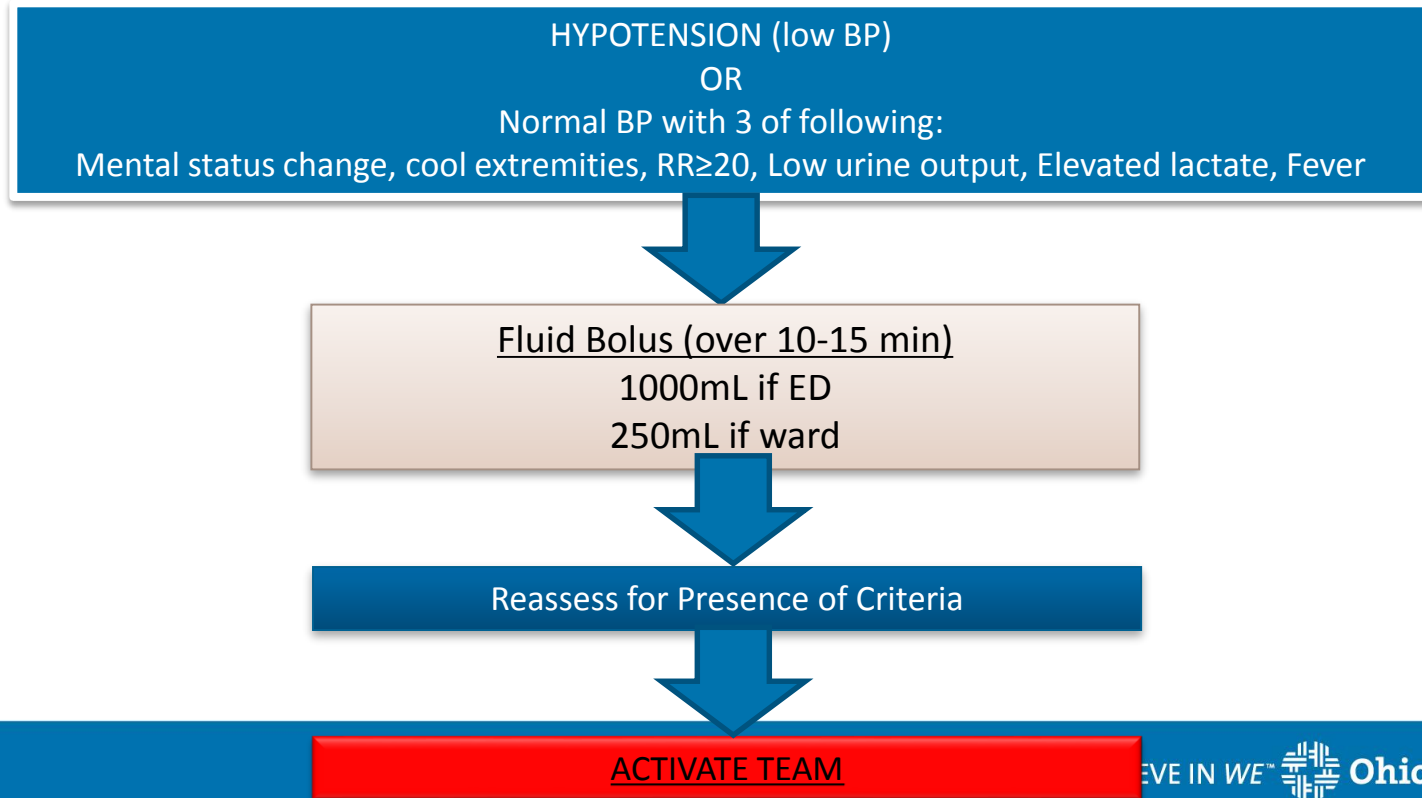 HYPOTENSION (low BP)
OR
Normal BP with 3 of following:
Mental status change, cool extremities, RR≥20, Low urine output, Elevated lactate, Fever
Fluid Bolus (over 10-15 min)
1000mL if ED
250mL if ward
Reassess for Presence of Criteria
ACTIVATE TEAM
EVE IN WE™ Ohio